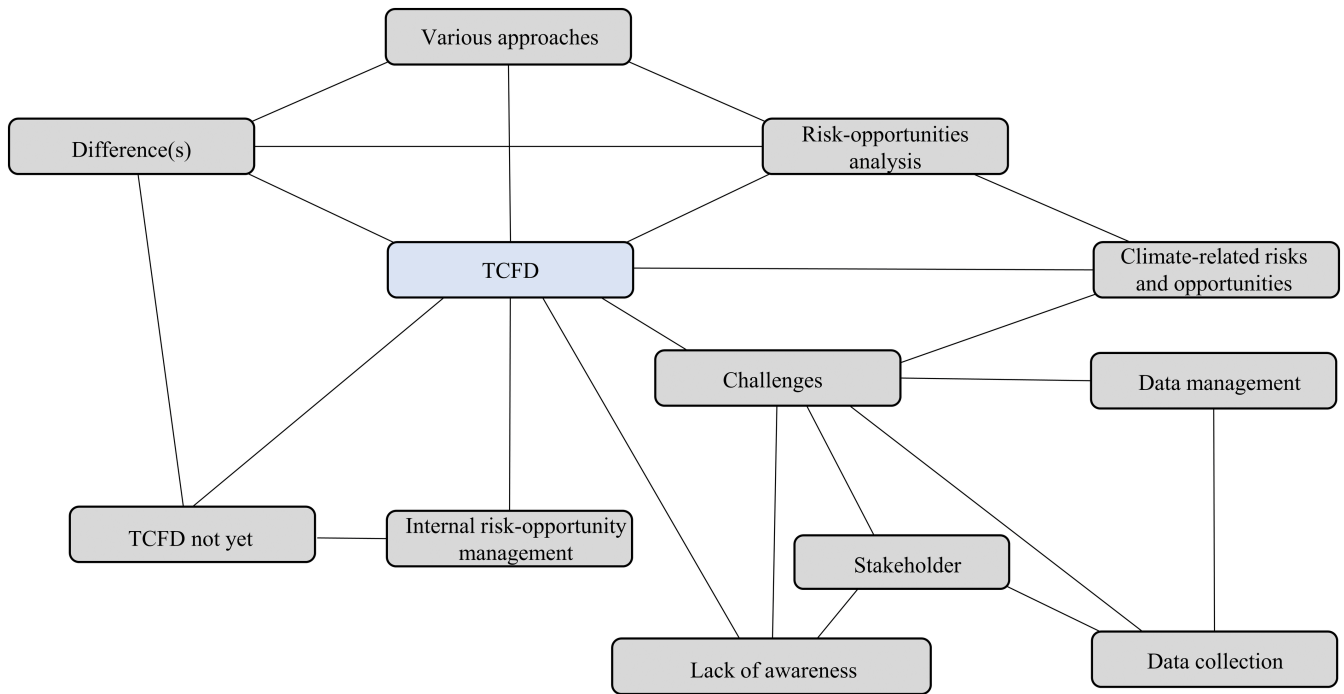 Various approaches
Difference(s)
Risk-opportunities
analysis
TCFD
Climate-related risks
and opportunities
Challenges
Data management
TCFD not yet
Internal risk-opportunity
management
Stakeholder
Lack of awareness
Data collection